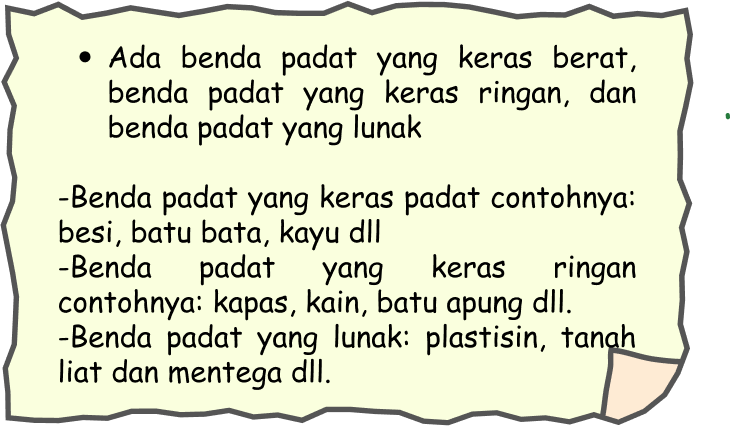 • Ada benda padat yang keras berat,
benda padat yang keras ringan, dan
benda padat yang lunak
-Benda padat yang keras padat contohnya:
besi, batu bata, kayu dll
-Benda padat yang keras ringan
contohnya: kapas, kain, batu apung dll.
-Benda padat yang lunak: plastisin, tanah
liat dan mentega dll.